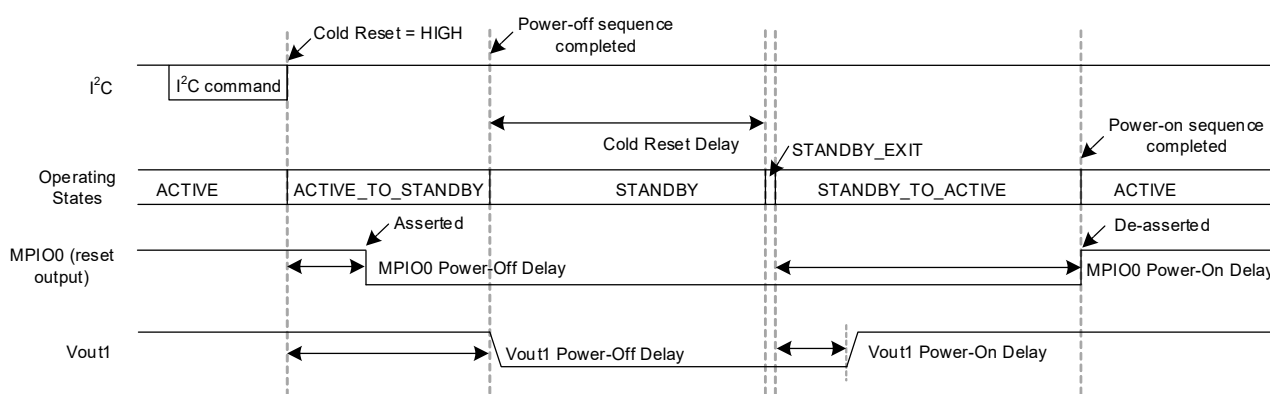 Cold Reset = HIGH
Power-off sequence
completed
I²C
I²C command
Cold Reset Delay
STANDBY_EXIT
Power-on sequence
completed
Operating
States
ACTIVE
ACTIVE_TO_STANDBY
STANDBY
STANDBY_TO_ACTIVE
ACTIVE
Asserted
De-asserted
MPIO0 (reset
output)
MPIO0 Power-Off Delay
MPIO0 Power-On Delay
Vout1
Vout1 Power-Off Delay
Vout1 Power-On Delay